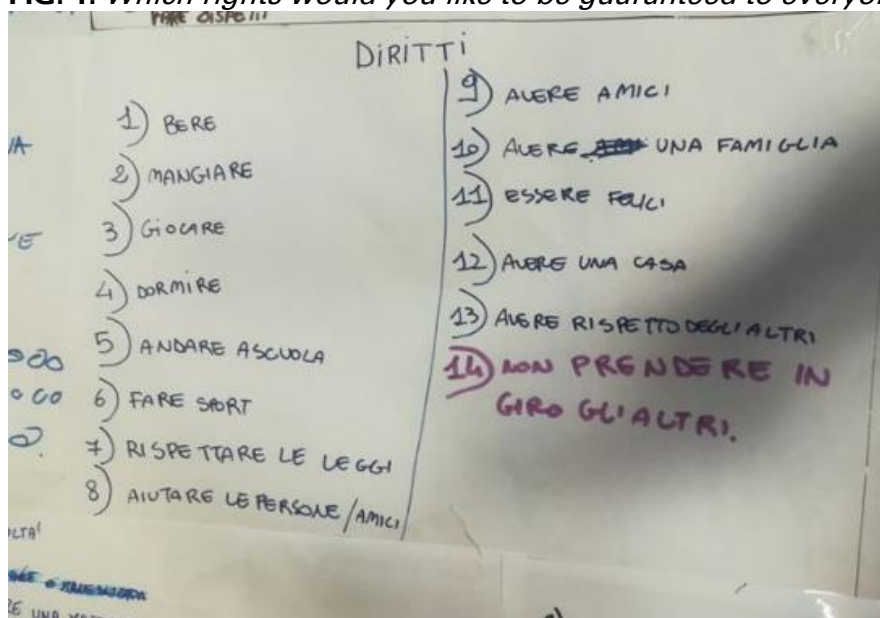 Which rights would you like to be guaranteed to everyo
FARE DISPETTI
DIRITTI
1) BERE
2) MANGIARE
3) GIOCARE
4) DORMIRE
5) ANDARE A SCUOLA
6) FARE SPORT
7) RISPETTARE LE LEGGI
8) AIUTARE LE PERSONE/AMICI
9) AVERE AMICI
10) AVERE UNA FAMIGLIA
11) ESSERE FELICI
12) AVERE UNA CASA
13) AVERE RISPETTO DEGLI ALTRI
14) NON PRENDERE IN
GIRO GLI ALTRI.